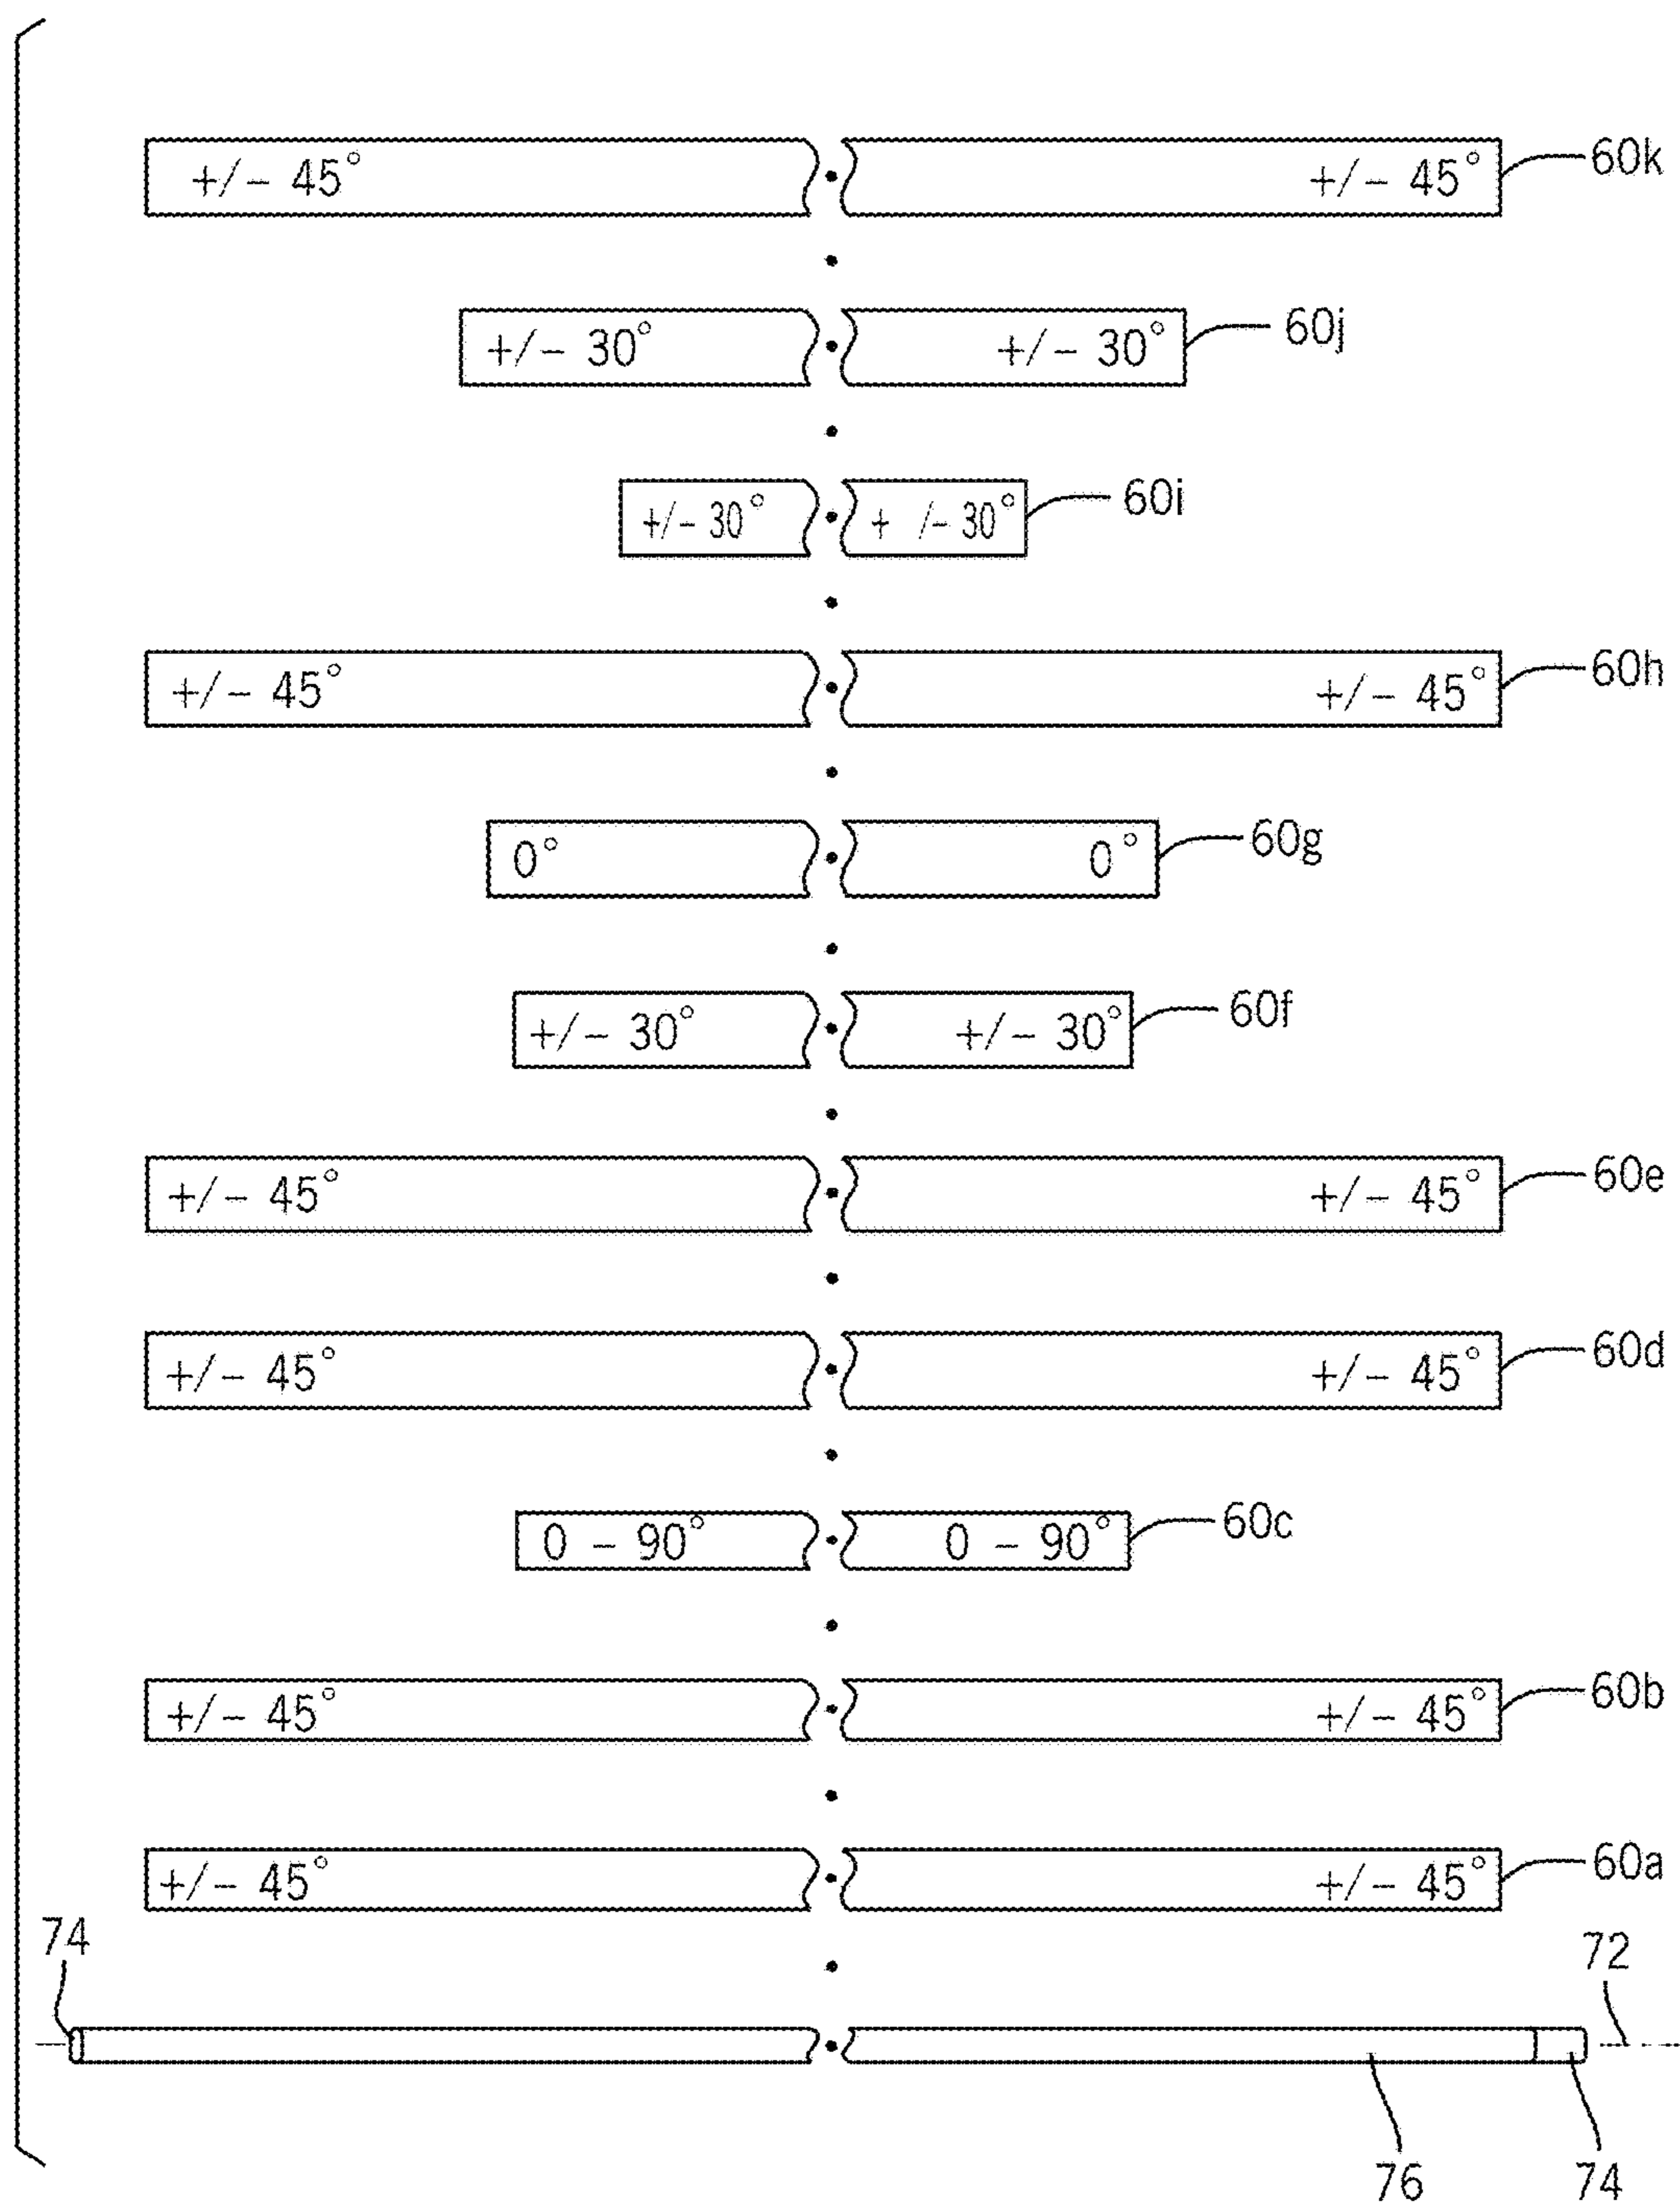 +/- 45° +/- 45° 60k
+/- 30° +/- 30° 60j
+/- 30° + /- 30° 60i
+/- 45° +/- 45° 60h
0° 0° 60g
+/- 30° +/- 30° 60f
+/- 45° +/- 45° 60e
+/- 45° +/- 45° 60d
0 - 90° 0 - 90° 60c
+/- 45° +/- 45° 60b
+/- 45° +/- 45° 60a
74 72
76 74